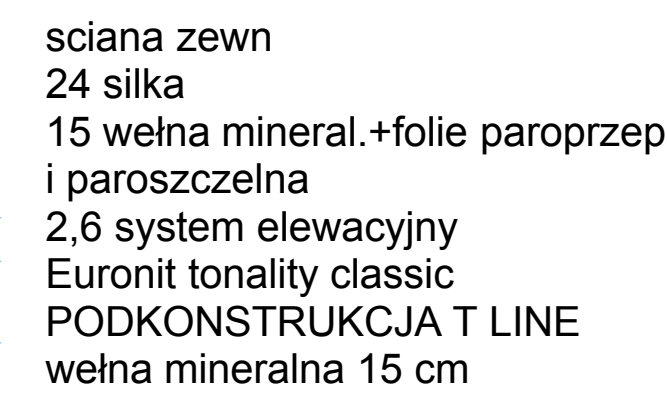 sciana zewn
24 silka
15 wełna mineral.+folie paroprzep
i paroszczelna
2,6 system elewacyjny
Euronit tonality classic
PODKONSTRUKCJA T LINE
wełna mineralna 15 cm